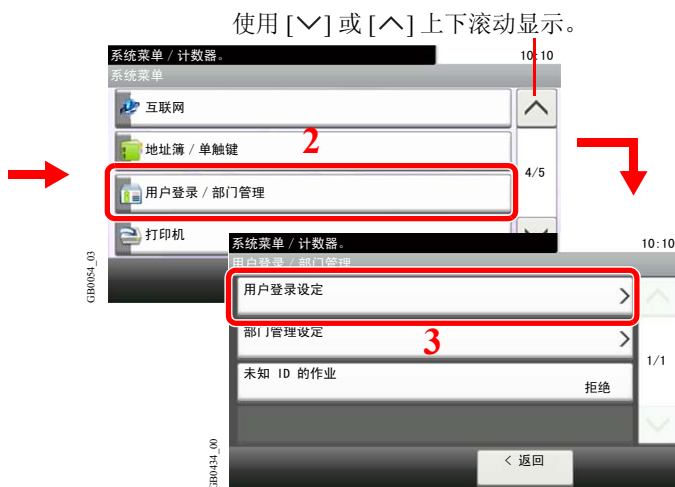 使用 [∨] 或 [∧] 上下滚动显示。
系统菜单 / 计数器。 10:10
系统菜单
互联网
地址簿 / 单触键
2
4/5
用户登录 / 部门管理
打印机
GB0054_03
系统菜单 / 计数器。 10:10
用户登录 / 部门管理
用户登录设定
部门管理设定
3
1/1
未知 ID 的作业
拒绝
< 返回
GB0434_00